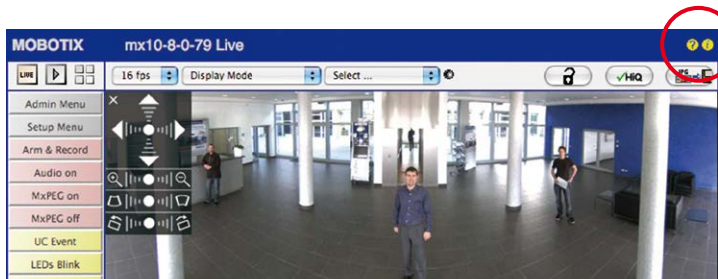 MOBOTIX mx10-8-0-79 Live ? i
LIVE 16 fps Display Mode Select ... HiQ
Admin Menu
Setup Menu
Arm & Record
Audio on
MxPEG on
MxPEG off
UC Event
LEDs Blink